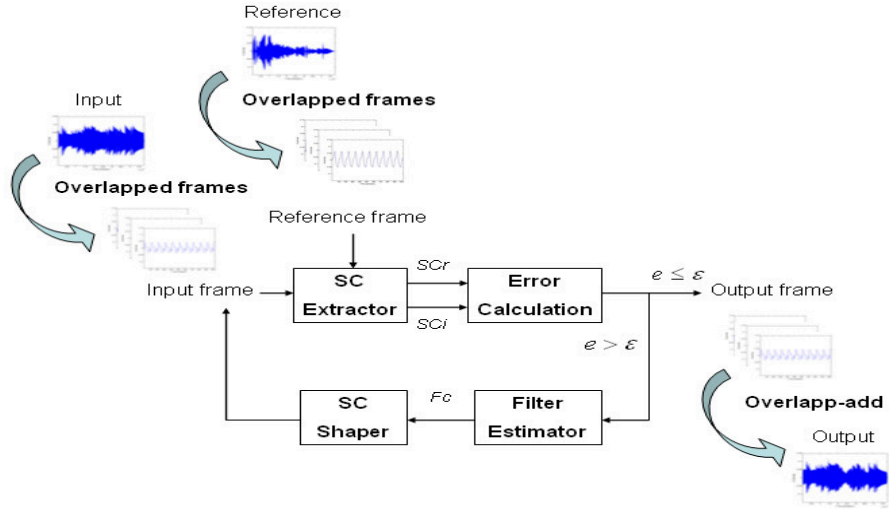 Reference
Overlapped frames
Input
Overlapped frames
Reference frame
Input frame
SC
Extractor
SCr
SCi
Error
Calculation
e ≤ ε
Output frame
e > ε
SC
Shaper
Fc
Filter
Estimator
Overlapp-add
Output